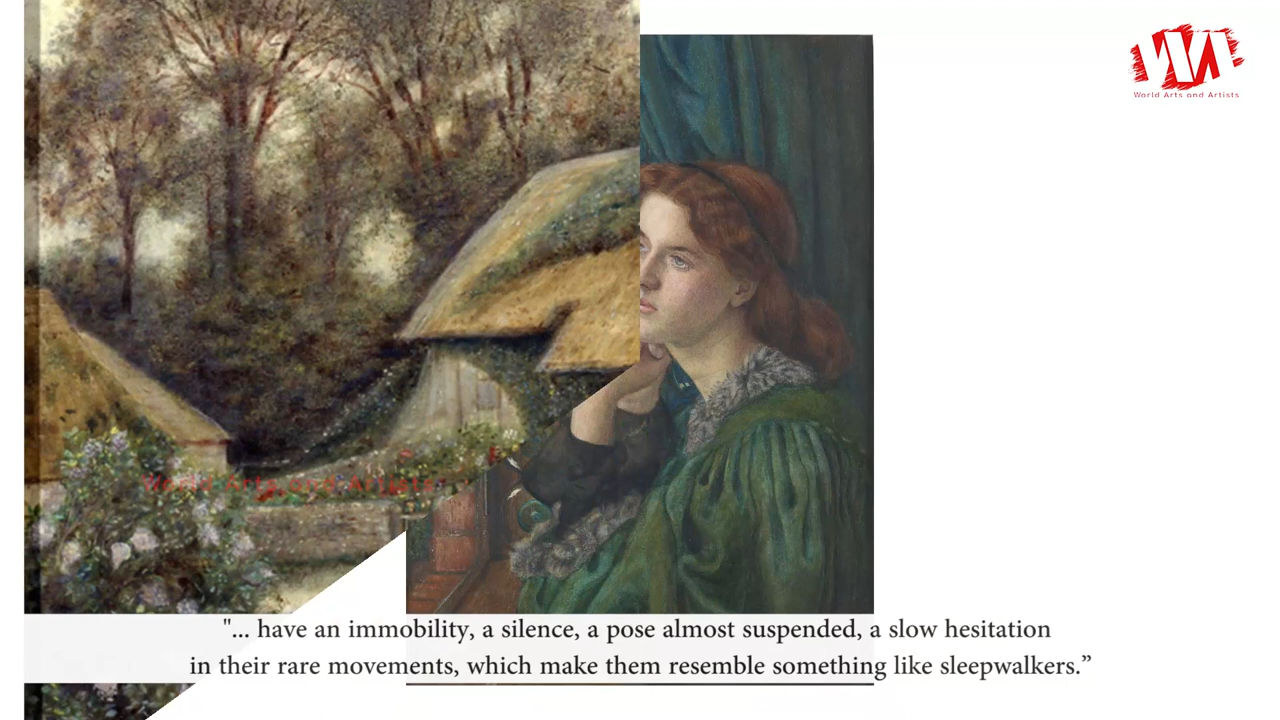 World Arts and Artists
World Arts and Artists
"... have an immobility, a silence, a pose almost suspended, a slow hesitation
in their rare movements, which make them resemble something like sleepwalkers.”